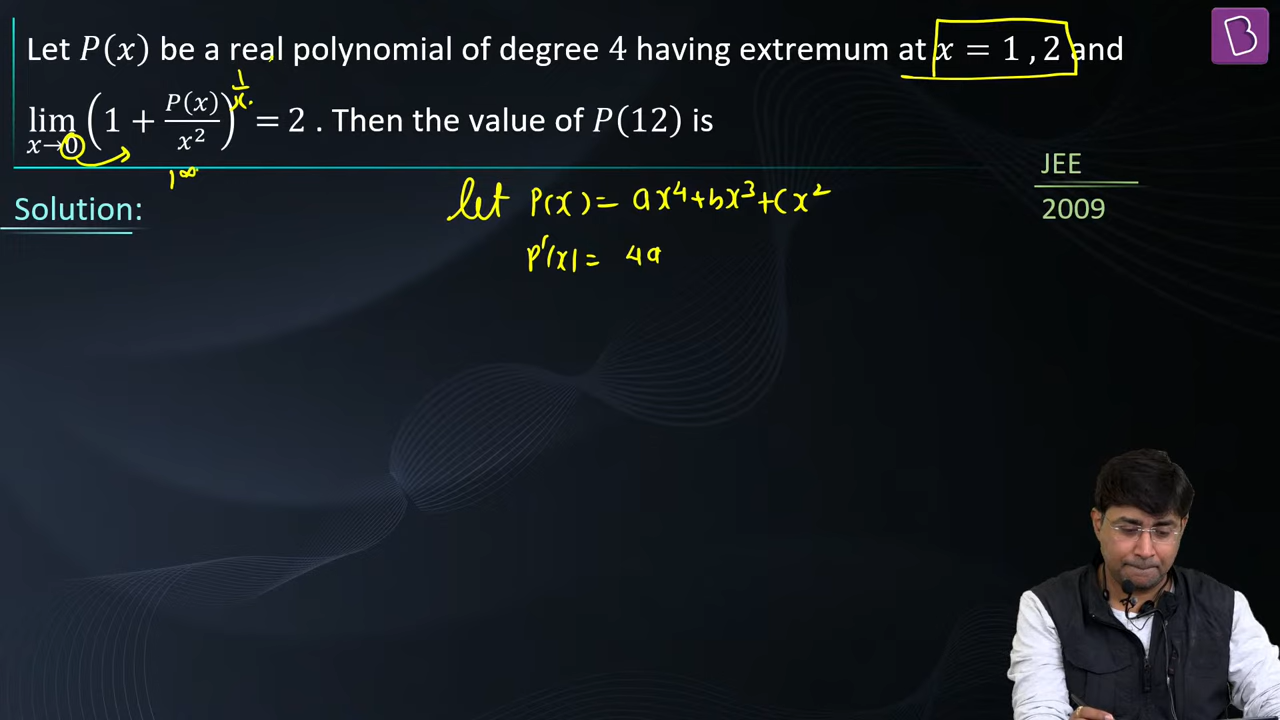 Let P(x) be a real polynomial of degree 4 having extremum at x = 1 , 2 and
lim x→0 (1 + P(x)/x²)^(1/x) = 2 . Then the value of P(12) is
1^∞
JEE
2009
Solution:
let P(x) = ax⁴+bx³+Cx²
P'(x) = 4a
B